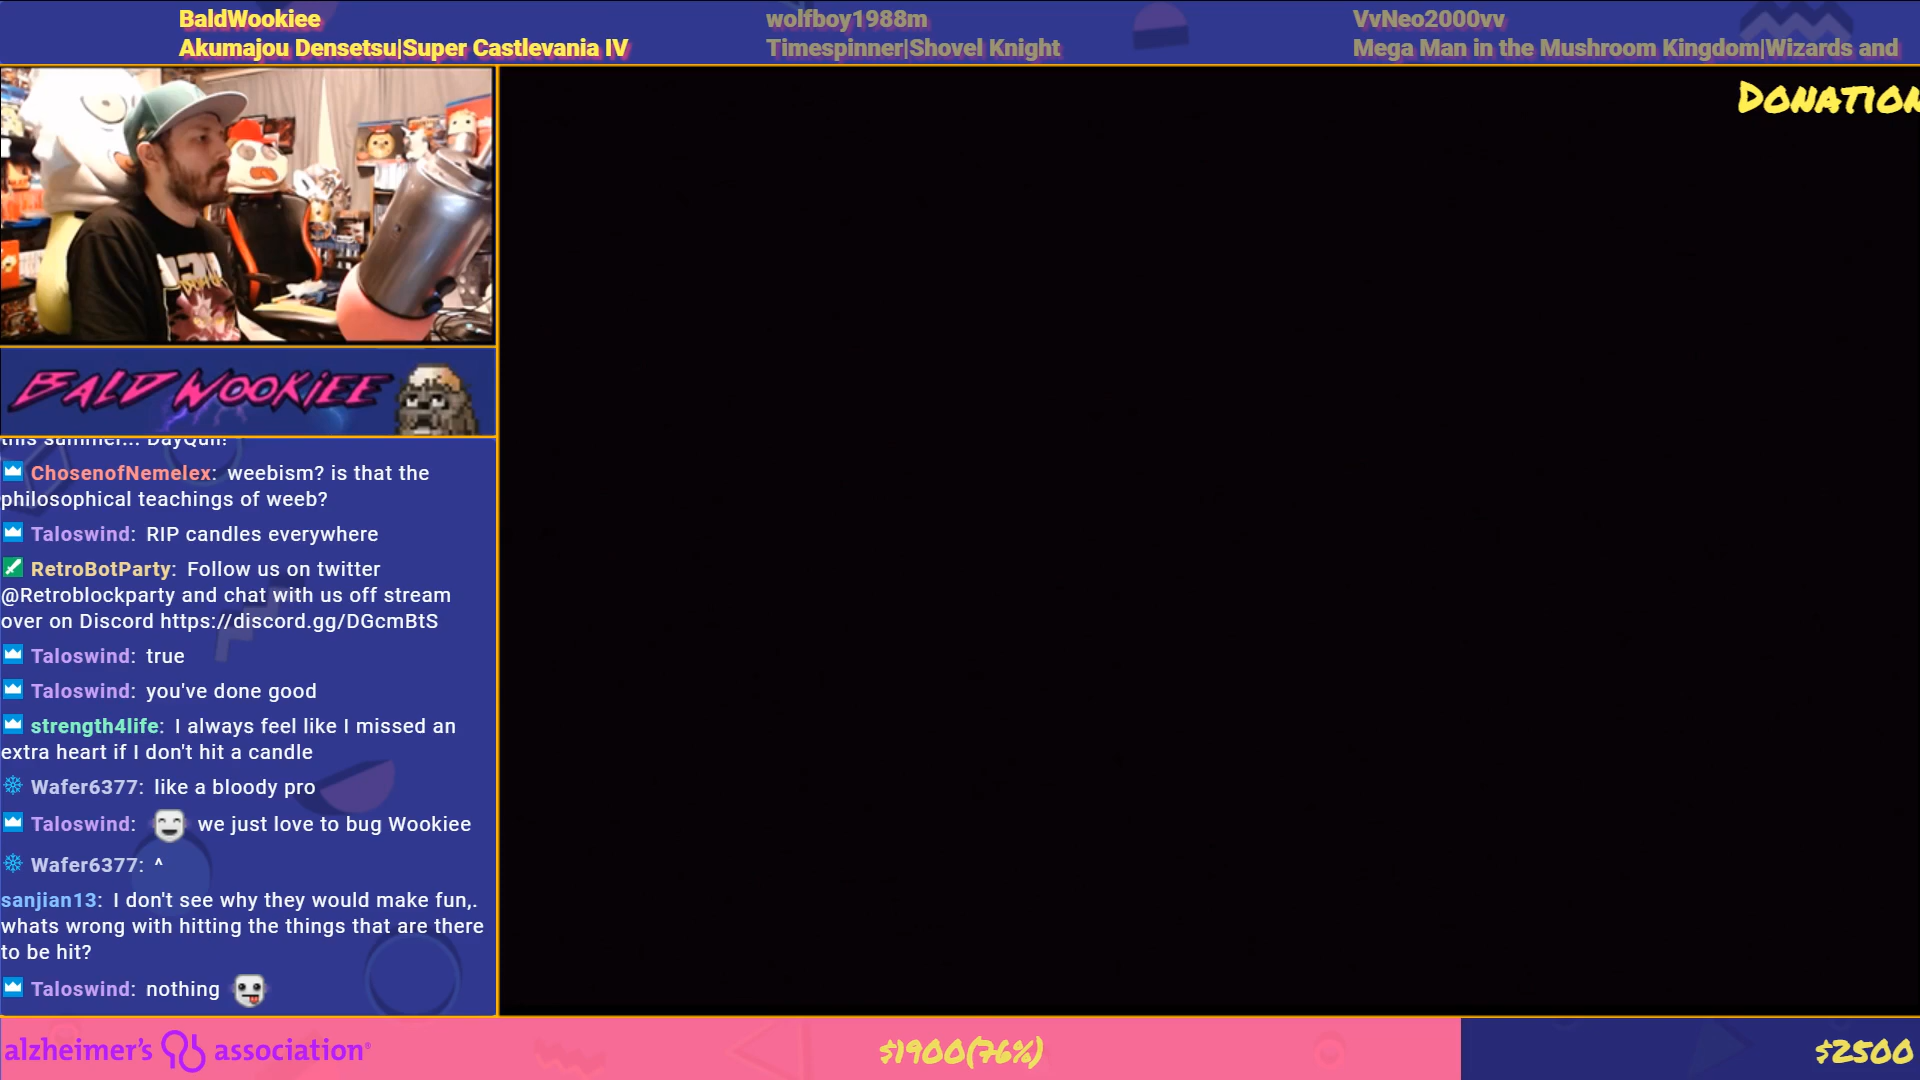 BaldWookiee
Akumajou Densetsu|Super Castlevania IV
wolfboy1988m
Timespinner|Shovel Knight
VvNeo2000vv
Mega Man in the Mushroom Kingdom|Wizards and
DONATION
BALD WOOKIEE
this summer... DayQuil!
ChosenofNemelex: weebism? is that the
philosophical teachings of weeb?
Taloswind: RIP candles everywhere
RetroBotParty: Follow us on twitter
@Retroblockparty and chat with us off stream
over on Discord https://discord.gg/DGcmBtS
Taloswind: true
Taloswind: you've done good
strength4life: I always feel like I missed an
extra heart if I don't hit a candle
Wafer6377: like a bloody pro
Taloswind: we just love to bug Wookiee
Wafer6377: ^
sanjian13: I don't see why they would make fun,.
whats wrong with hitting the things that are there
to be hit?
Taloswind: nothing
alzheimer's association®
$1900(76%)
$2500